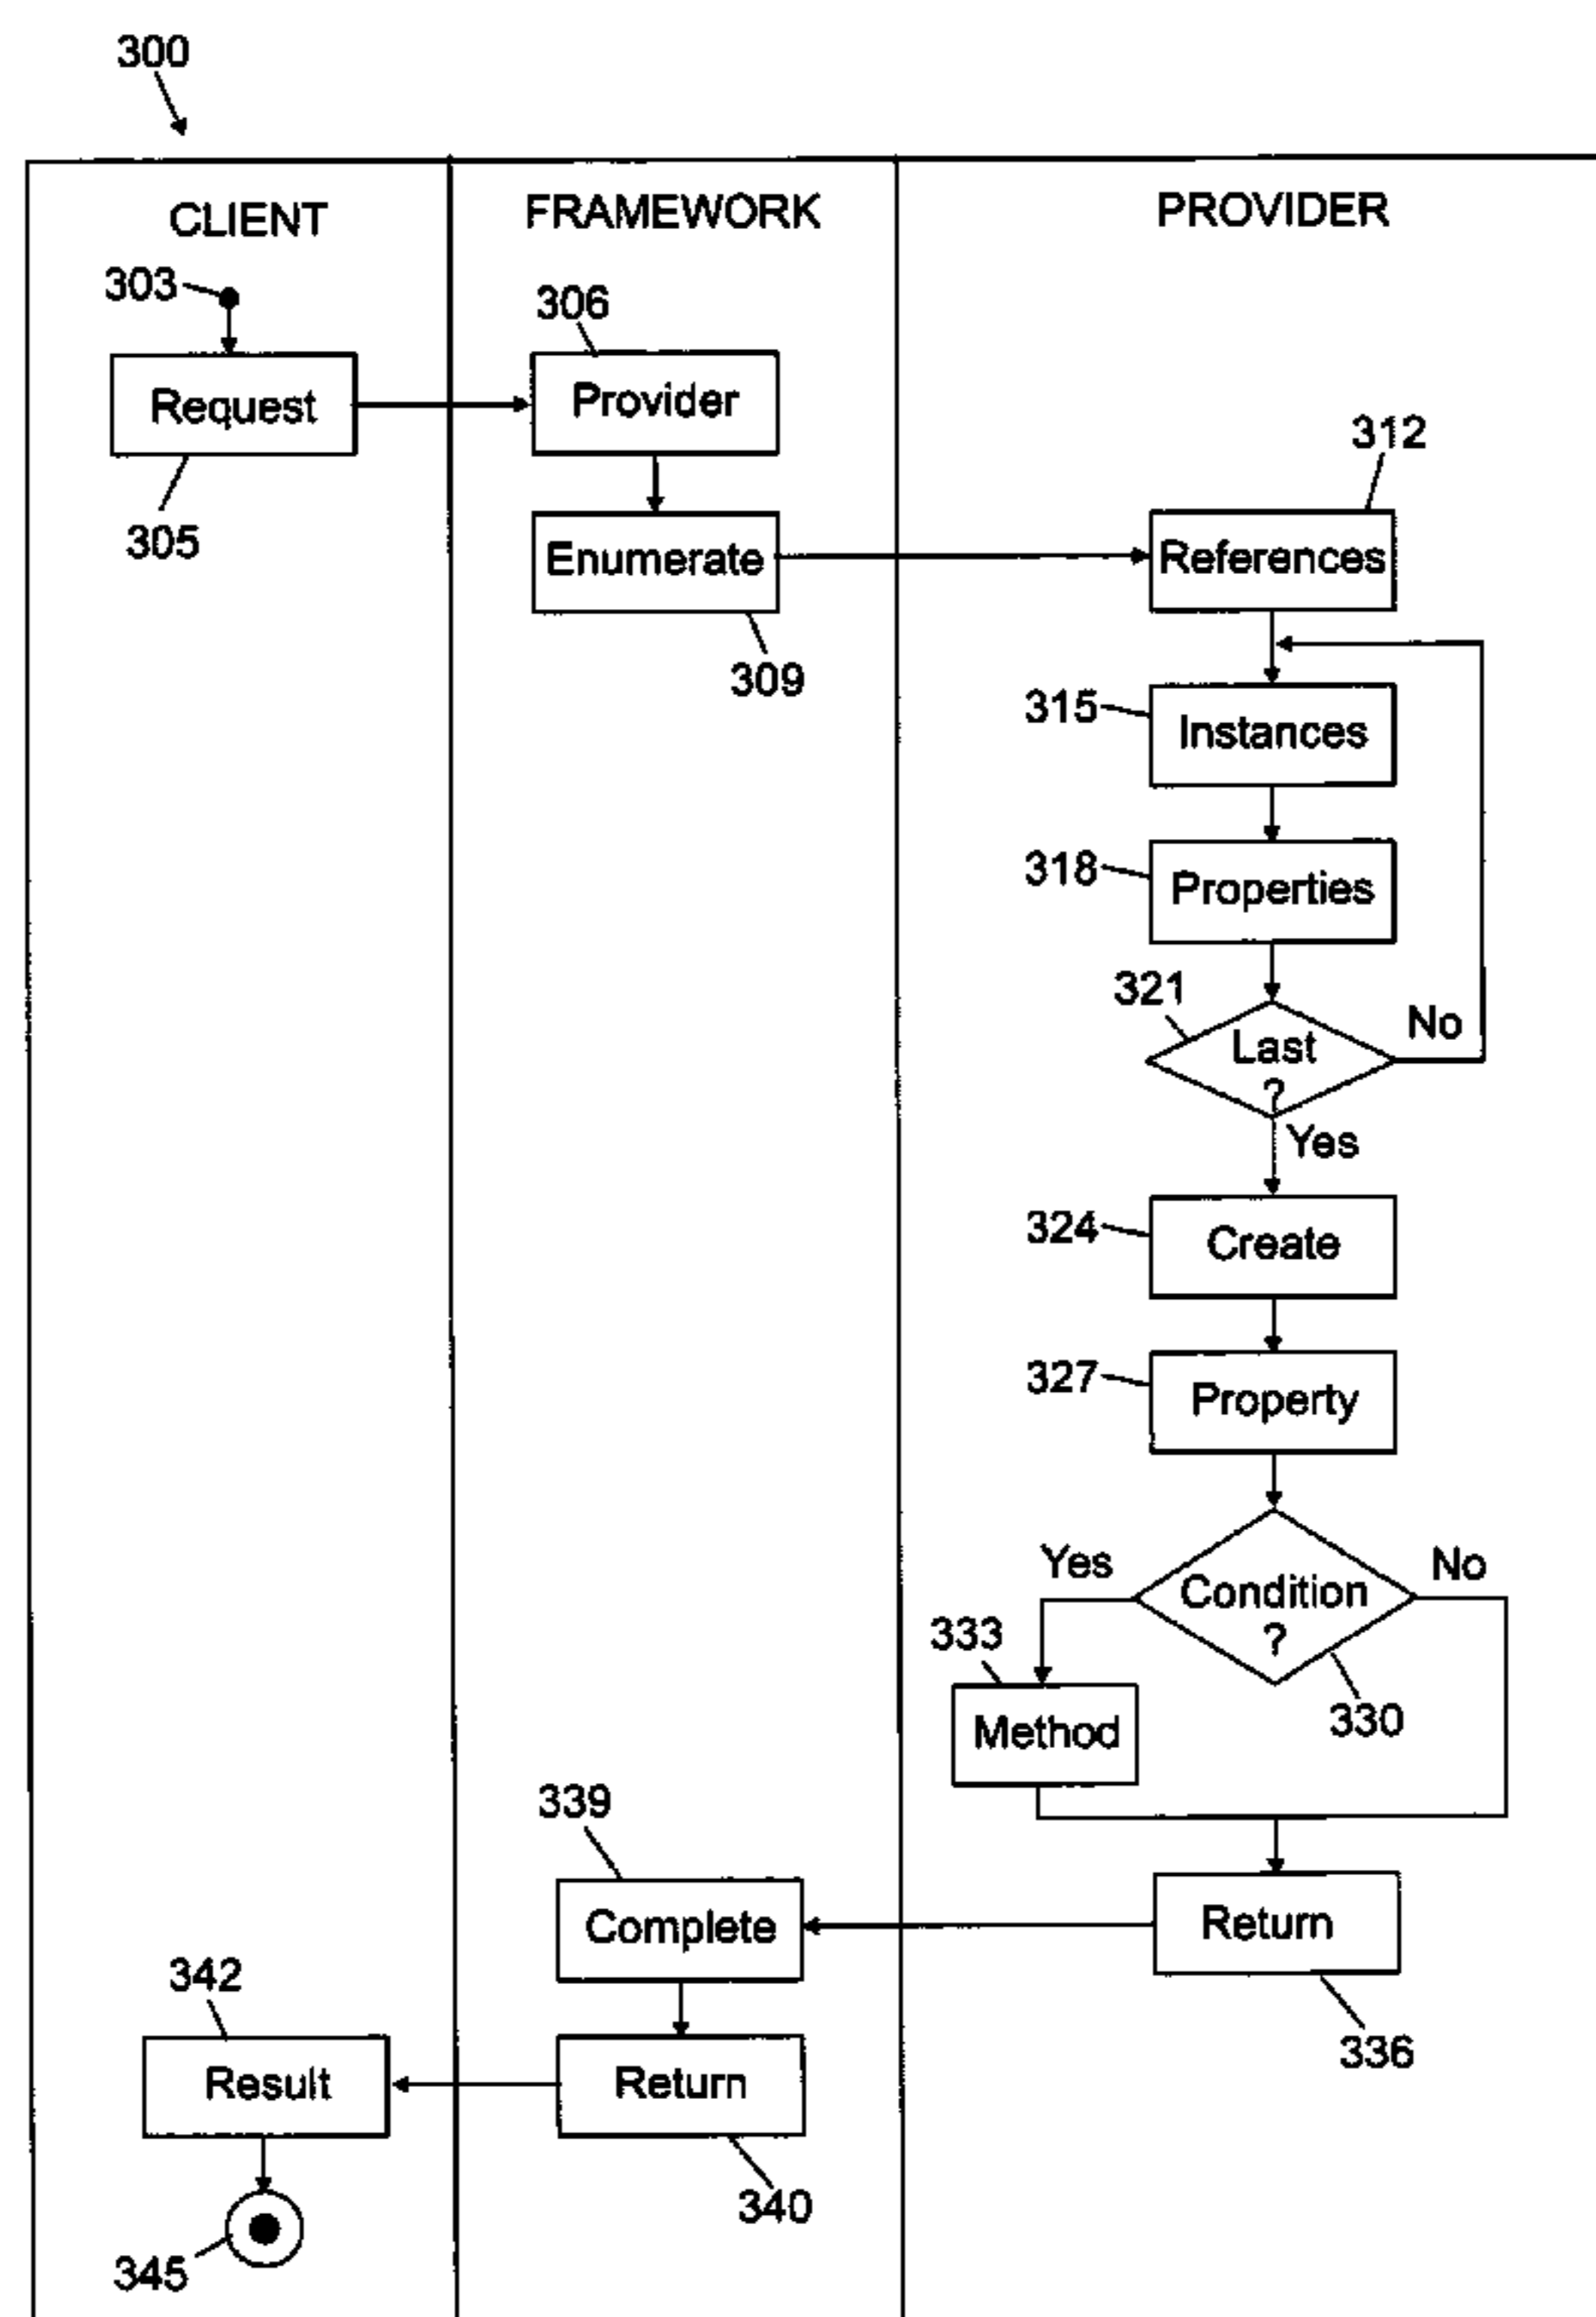 300
CLIENT
FRAMEWORK
PROVIDER
303
306
Request
Provider
305
312
Enumerate
References
309
315
Instances
318
Properties
321
Last
?
No
Yes
324
Create
327
Property
Yes
Condition
?
No
333
330
Method
339
Complete
Return
336
342
Result
Return
340
345